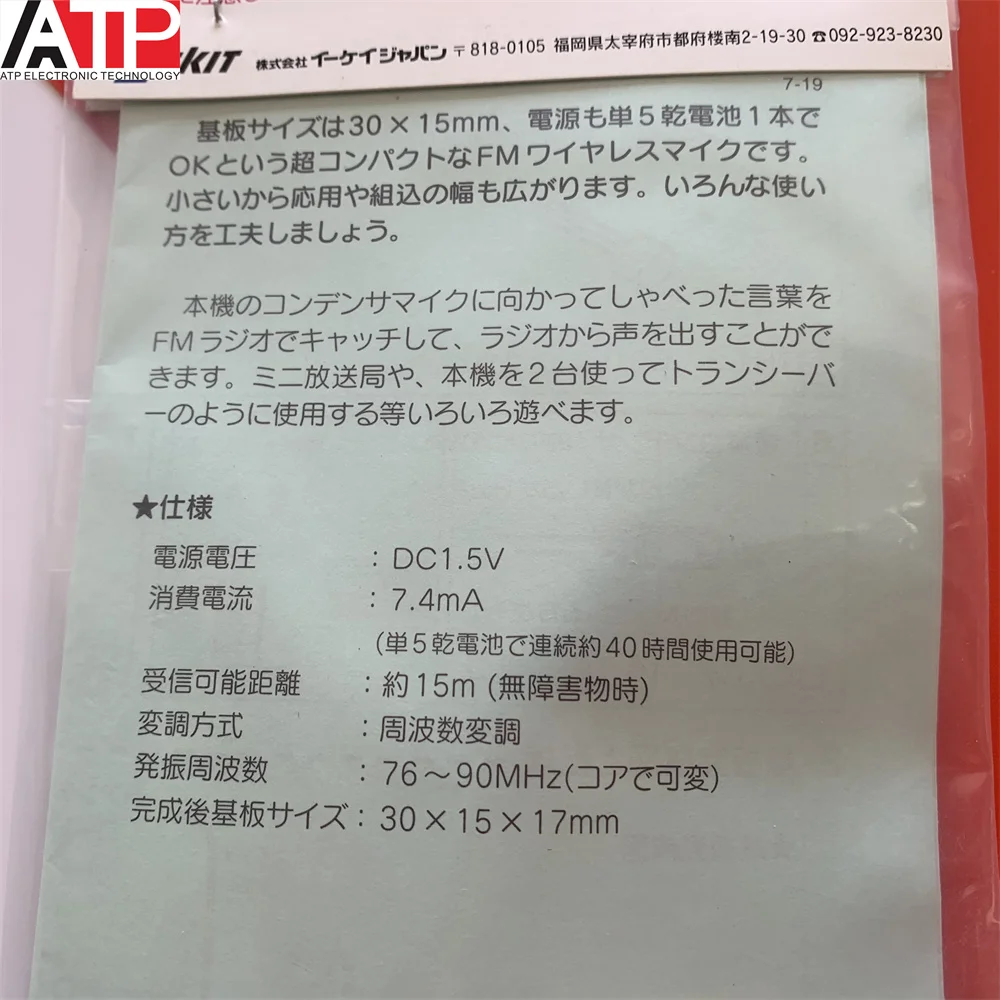 ATP
ATP ELECTRONIC TECHNOLOGY
KIT 株式会社 イーケイジャパン 〒818-0105 福岡県太宰府市都府楼南2-19-30 ☎092-923-8230
7-19
基板サイズは30×15mm、電源も単5乾電池1本で
OKという超コンパクトなFMワイヤレスマイクです。
小さいから応用や組込の幅も広がります。いろんな使い
方を工夫しましょう。
本機のコンデンサマイクに向かってしゃべった言葉を
FMラジオでキャッチして、ラジオから声を出すことがで
きます。ミニ放送局や、本機を2台使ってトランシーバ
ーのように使用する等いろいろ遊べます。
★仕様
電源電圧 : DC1.5V
消費電流 : 7.4mA
(単5乾電池で連続約40時間使用可能)
受信可能距離 : 約15m (無障害物時)
変調方式 : 周波数変調
発振周波数 : 76〜90MHz(コアで可変)
完成後基板サイズ : 30×15×17mm